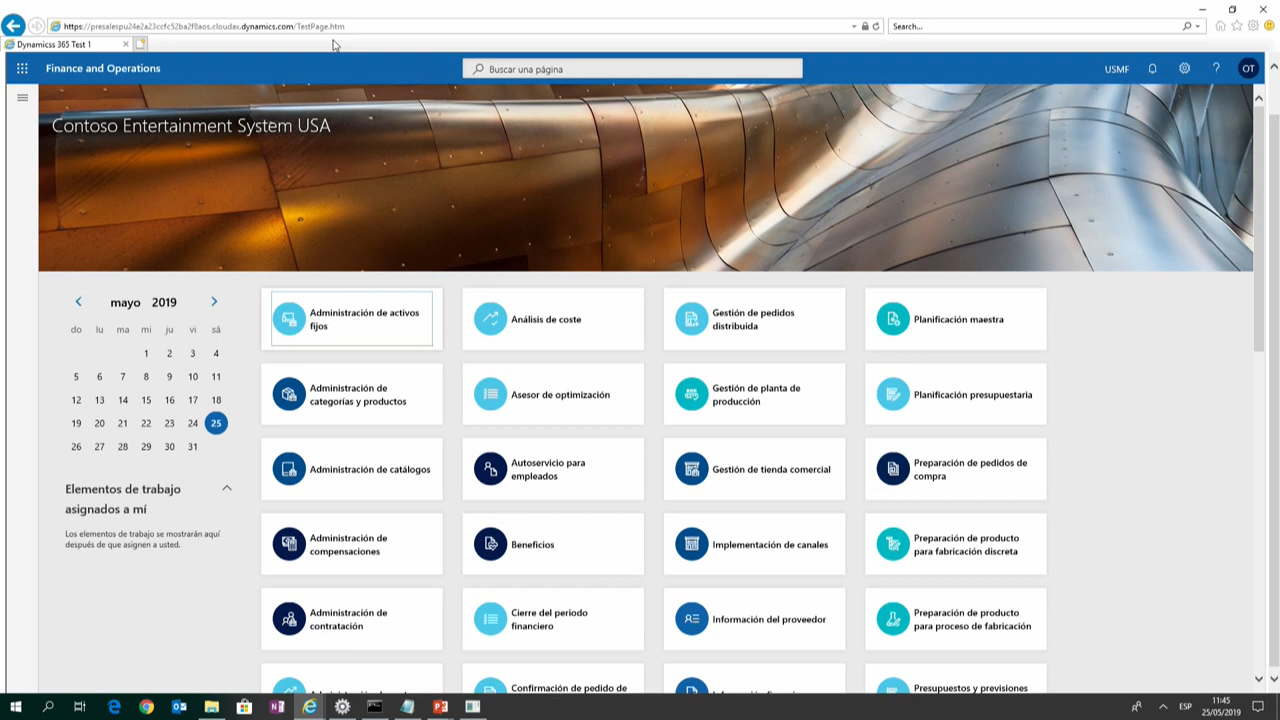 https://presalespu24e2a23ccfc52ba2f8aos.cloudax.dynamics.com/TestPage.htm
Search...
Dynamicss 365 Test 1
Finance and Operations
Buscar una página
USMF
OT
Contoso Entertainment System USA
mayo 2019
do lu ma mi ju vi sá
1 2 3 4
5 6 7 8 9 10 11
12 13 14 15 16 17 18
19 20 21 22 23 24 25
26 27 28 29 30 31
Elementos de trabajo
asignados a mí
Los elementos de trabajo se mostrarán aquí
después de que asignen a usted.
Administración de activos
fijos
Análisis de coste
Gestión de pedidos
distribuida
Planificación maestra
Administración de
categorías y productos
Asesor de optimización
Gestión de planta de
producción
Planificación presupuestaria
Administración de catálogos
Autoservicio para
empleados
Gestión de tienda comercial
Preparación de pedidos de
compra
Administración de
compensaciones
Beneficios
Implementación de canales
Preparación de producto
para fabricación discreta
Administración de
contratación
Cierre del periodo
financiero
Información del proveedor
Preparación de producto
para proceso de fabricación
Confirmación de pedido de
Presupuestos y previsiones
ESP
11:45
25/05/2019